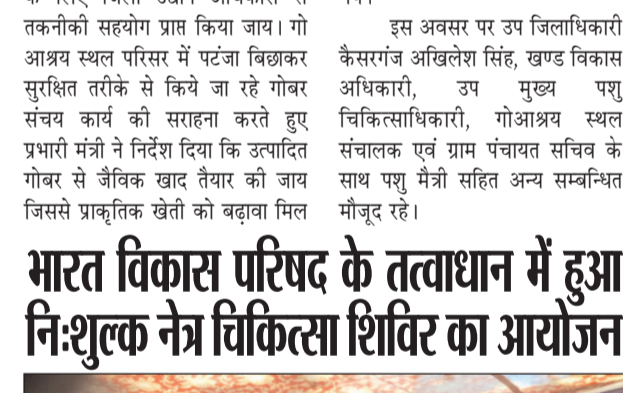 तकनीकी सहयोग प्राप्त किया जाय। गो
आश्रय स्थल परिसर में पटंजा बिछाकर
सुरक्षित तरीके से किये जा रहे गोबर
संचय कार्य की सराहना करते हुए
प्रभारी मंत्री ने निर्देश दिया कि उत्पादित
गोबर से जैविक खाद तैयार की जाय
जिससे प्राकृतिक खेती को बढ़ावा मिल
इस अवसर पर उप जिलाधिकारी
कैसरगंज अखिलेश सिंह, खण्ड विकास
अधिकारी, उप मुख्य पशु
चिकित्साधिकारी, गोआश्रय स्थल
संचालक एवं ग्राम पंचायत सचिव के
साथ पशु मैत्री सहित अन्य सम्बन्धित
मौजूद रहे।
भारत विकास परिषद के तत्वाधान में हुआ
नि:शुल्क नेत्र चिकित्सा शिविर का आयोजन